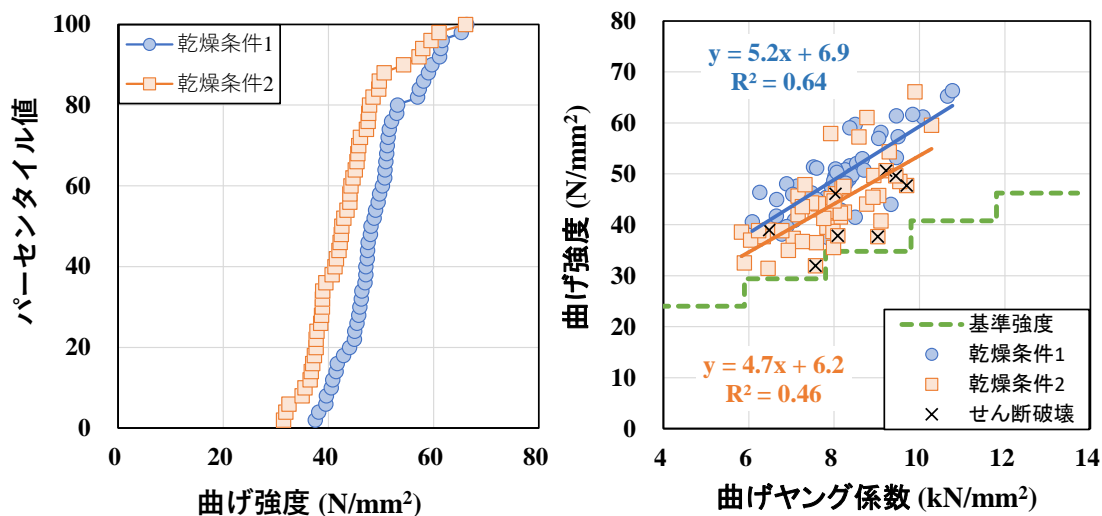 100
80
60
40
20
0
パーセンタイル値
乾燥条件1
乾燥条件2
0
20
40
60
80
曲げ強度 (N/mm²)
80
70
60
50
40
30
20
10
0
曲げ強度 (N/mm²)
y = 5.2x + 6.9
R² = 0.64
y = 4.7x + 6.2
R² = 0.46
基準強度
乾燥条件1
乾燥条件2
せん断破壊
4
6
8
10
12
14
曲げヤング係数 (kN/mm²)